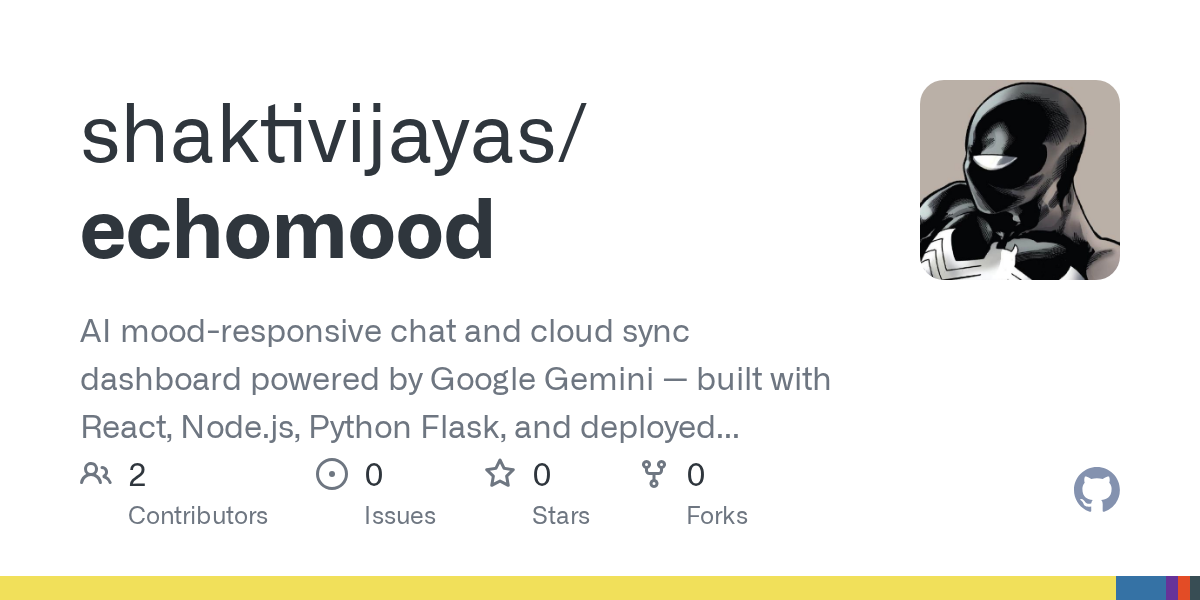 shaktivijayas/
echomood
AI mood-responsive chat and cloud sync
dashboard powered by Google Gemini — built with
React, Node.js, Python Flask, and deployed...
2 0 0 0
Contributors Issues Stars Forks